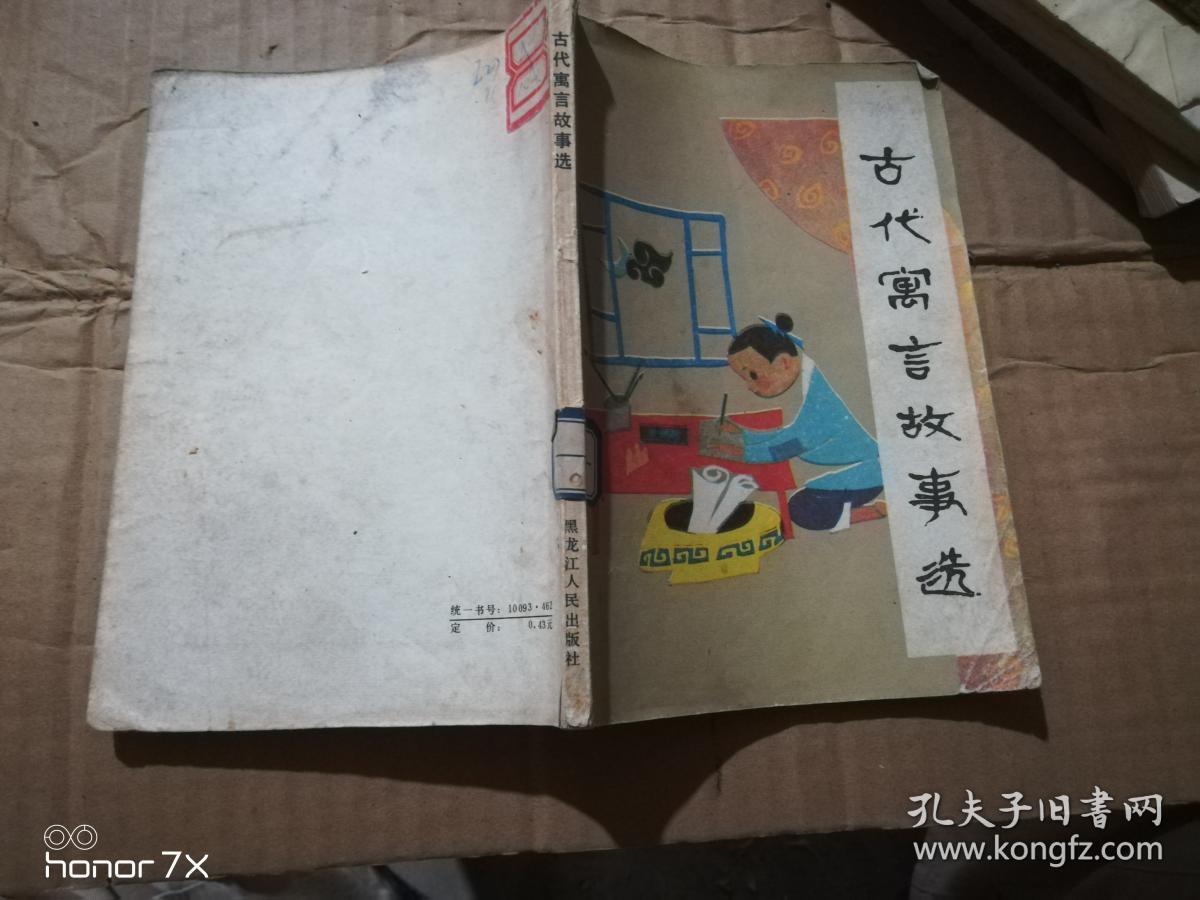 古代寓言故事选
古代寓言故事选
黑龙江人民出版社
统一书号：10093·462
定 价： 0.43元
孔夫子旧书网
www.kongfz.com
honor 7X